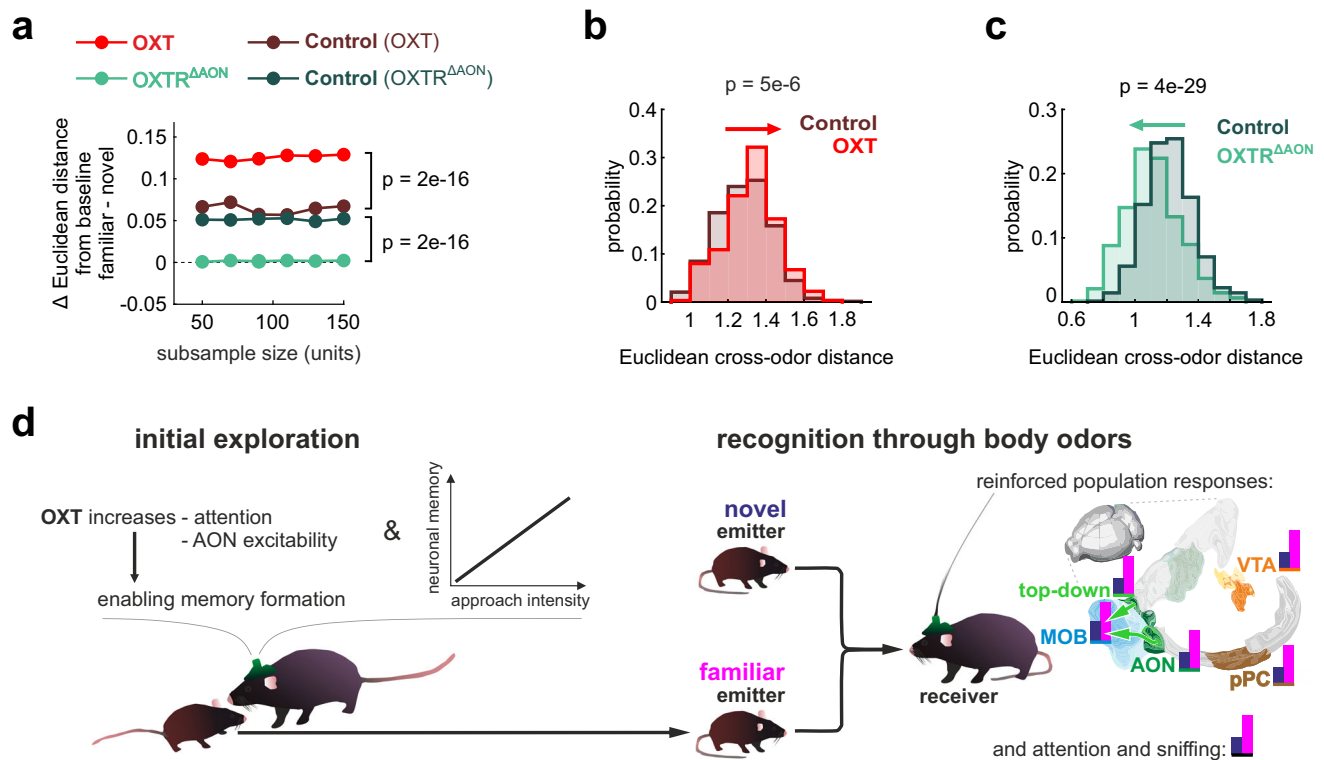 a
OXT
Control (OXT)
OXTR^ΔAON
Control (OXTR^ΔAON)
Δ Euclidean distance
from baseline
familiar - novel
0.15
0.1
0.05
0
-0.05
p = 2e-16
p = 2e-16
50
100
150
subsample size (units)
b
p = 5e-6
Control
OXT
probability
0.4
0.3
0.2
0.1
0
1
1.2
1.4
1.6
1.8
Euclidean cross-odor distance
c
p = 4e-29
Control
OXTR^ΔAON
probability
0.3
0.2
0.1
0
0.6
1
1.4
1.8
Euclidean cross-odor distance
d
initial exploration
OXT increases - attention
- AON excitability
enabling memory formation
&
neuronal memory
approach intensity
recognition through body odors
novel
emitter
familiar
emitter
receiver
reinforced population responses:
VTA
top-down
MOB
AON
pPC
and attention and sniffing: